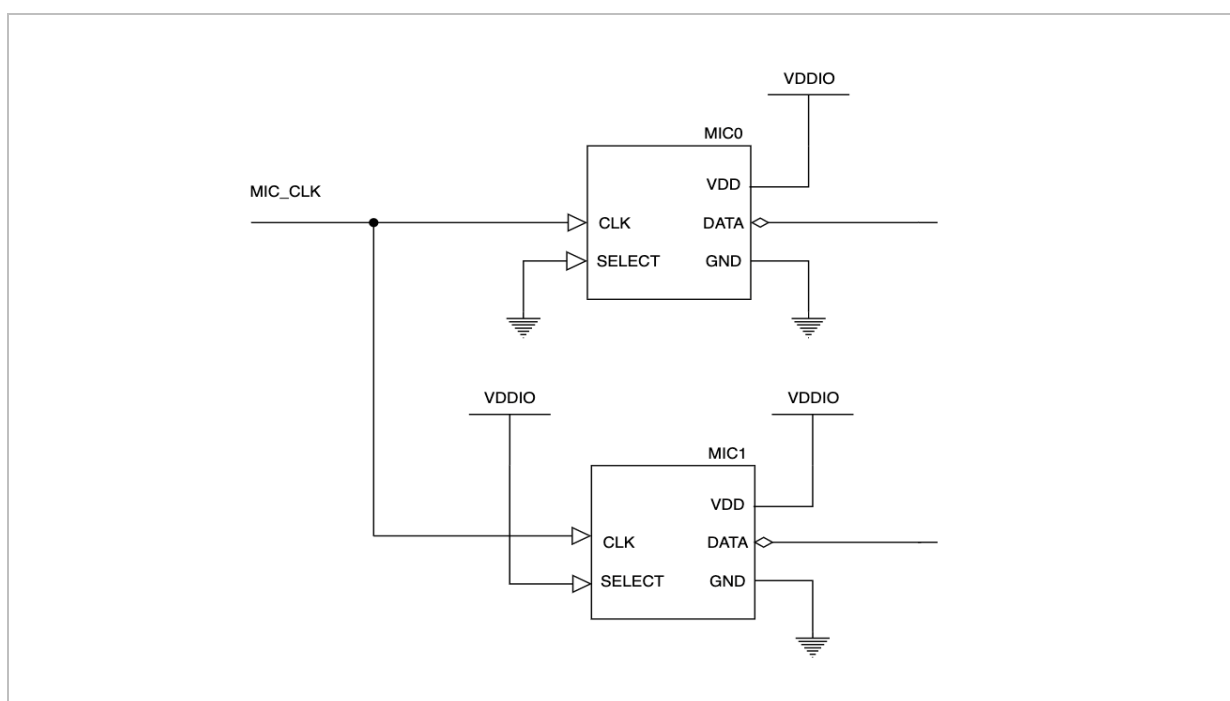 VDDIO
MIC0
VDD
MIC_CLK
CLK
DATA
SELECT
GND
VDDIO
VDDIO
MIC1
VDD
CLK
DATA
SELECT
GND